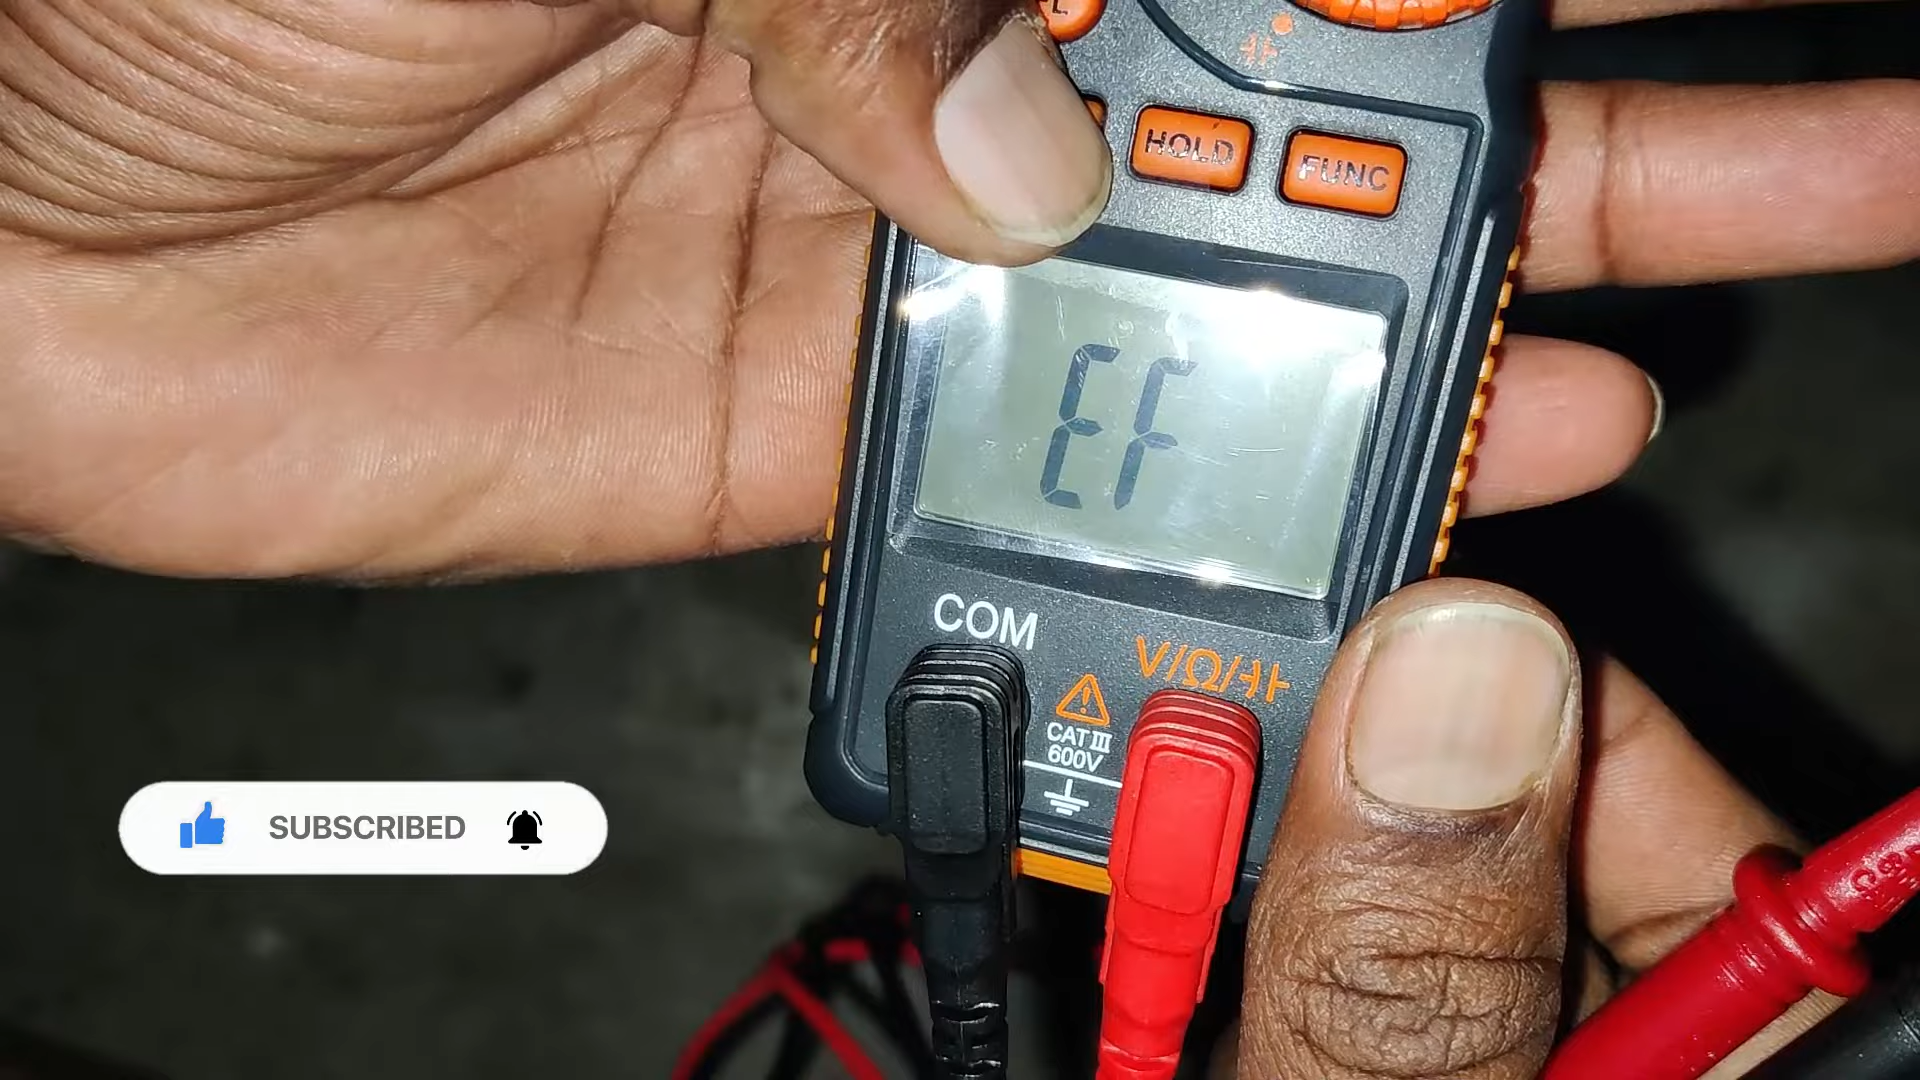 HOLD
FUNC
EF
COM
V/Ω/⊣⊢
CAT III
600V
SUBSCRIBED